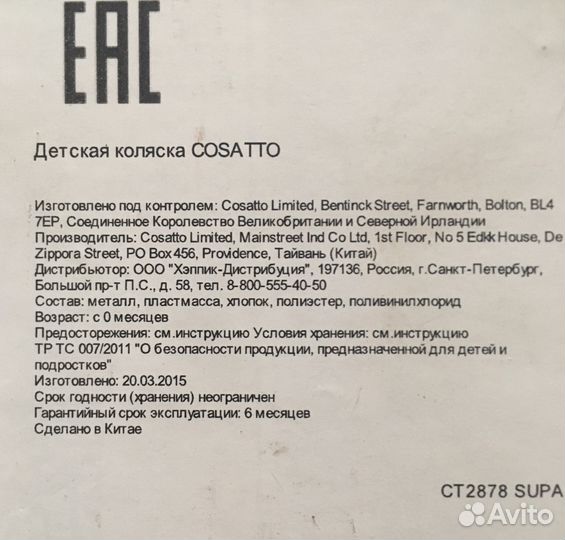 EAC
Детская коляска COSATTO
Изготовлено под контролем: Cosatto Limited, Bentinck Street, Farnworth, Bolton, BL4
7EP, Соединенное Королевство Великобритании и Северной Ирландии
Производитель: Cosatto Limited, Mainstreet Ind Co Ltd, 1st Floor, No 5 Edkk House, De
Zippora Street, PO Box 456, Providence, Тайвань (Китай)
Дистрибьютор: ООО "Хэппик-Дистрибуция", 197136, Россия, г.Санкт-Петербург,
Большой пр-т П.С., д. 58, тел. 8-800-555-40-50
Состав: металл, пластмасса, хлопок, полиэстер, поливинилхлорид
Возраст: с 0 месяцев
Предосторежения: см.инструкцию Условия хранения: см.инструкцию
ТР ТС 007/2011 "О безопасности продукции, предназначенной для детей и
подростков"
Изготовлено: 20.03.2015
Срок годности (хранения) неограничен
Гарантийный срок эксплуатации: 6 месяцев
Сделано в Китае
CT2878 SUPA
Avito